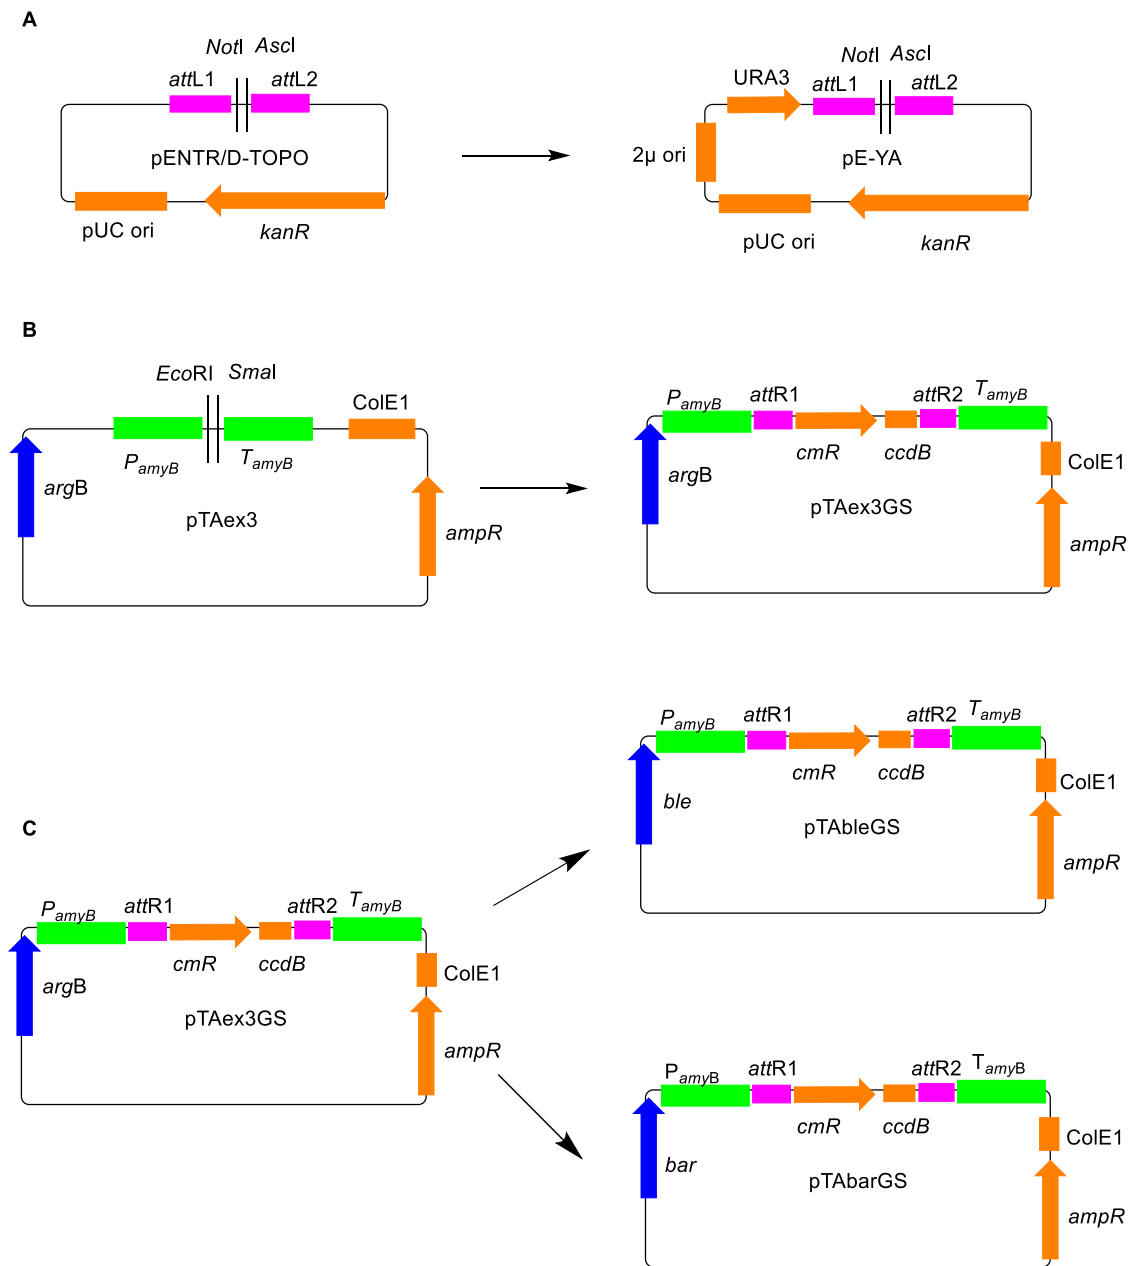 A
NotI AscI
attL1 attL2
pENTR/D-TOPO
pUC ori
kanR
URA3
NotI AscI
attL1 attL2
2µ ori
pE-YA
pUC ori
kanR
B
EcoRI SmaI
ColE1
PamyB TamyB
argB
pTAex3
ampR
PamyB attR1 attR2 TamyB
cmR ccdB
ColE1
argB
pTAex3GS
ampR
PamyB attR1 attR2 TamyB
cmR ccdB
ColE1
ble
pTAbleGS
ampR
C
PamyB attR1 attR2 TamyB
cmR ccdB
ColE1
argB
pTAex3GS
ampR
PamyB attR1 attR2 TamyB
cmR ccdB
ColE1
bar
pTAbarGS
ampR